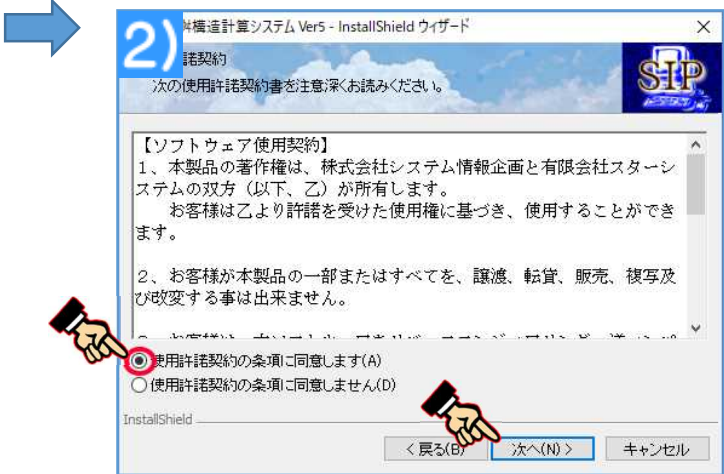 2)
構造計算システム Ver5 - InstallShield ウィザード
諾契約
次の使用許諾契約書を注意深くお読みください。
SIP
【ソフトウェア使用契約】
1、本製品の著作権は、株式会社システム情報企画と有限会社スターシ
ステムの双方（以下、乙）が所有します。
お客様は乙より許諾を受けた使用権に基づき、使用することができ
ます。
2、お客様が本製品の一部またはすべてを、譲渡、転貸、販売、複写及
び改変する事は出来ません。
使用許諾契約の条項に同意します(A)
使用許諾契約の条項に同意しません(D)
InstallShield
< 戻る(B)
次へ(N) >
キャンセル